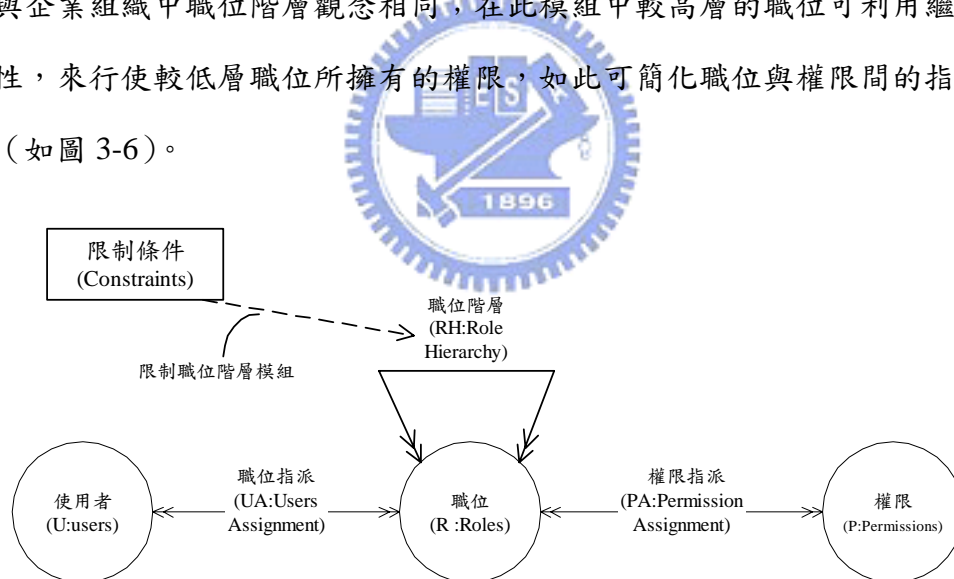 與企業組織中職位階層觀念相同，在此模組中較高層的職位可利用繼
性，來行使較低層職位所擁有的權限，如此可簡化職位與權限間的指
（如圖 3-6）。
E S
1896
限制條件
(Constraints)
職位階層
(RH:Role
Hierarchy)
限制職位階層模組
使用者
(U:users)
職位指派
(UA:Users
Assignment)
職位
(R :Roles)
權限指派
(PA:Permission
Assignment)
權限
(P:Permissions)